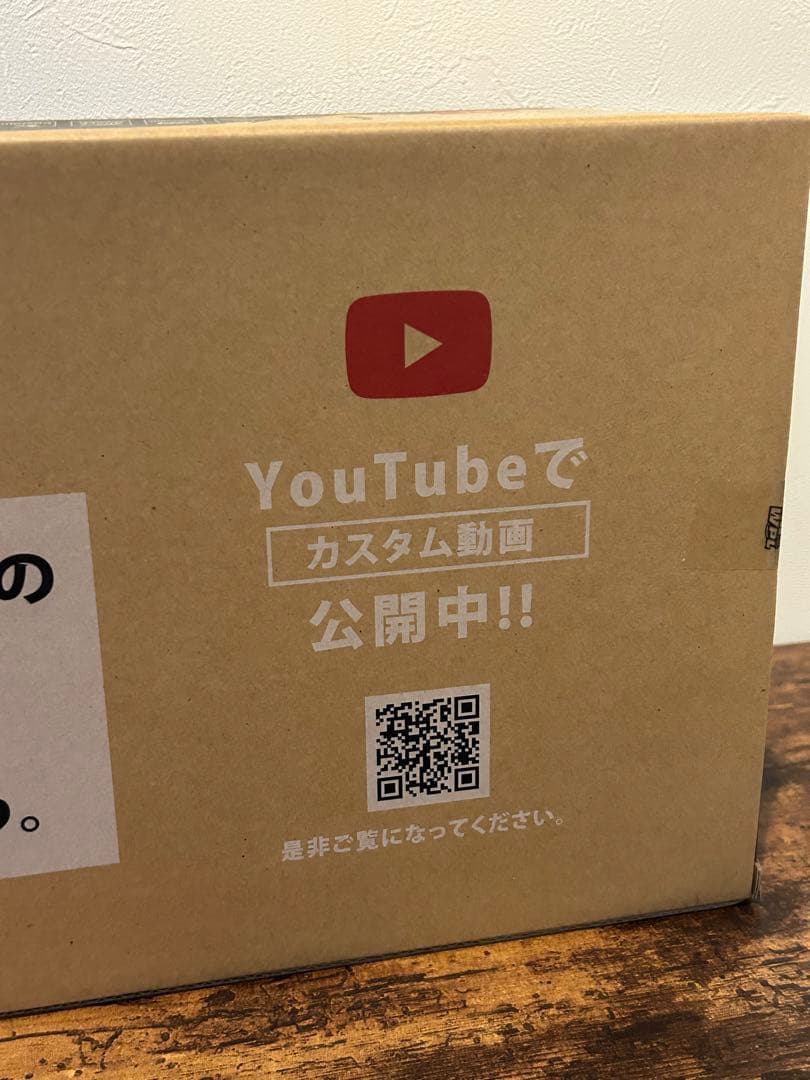 YouTubeで
カスタム動画
公開中!!
是非ご覧になってください。
の
。